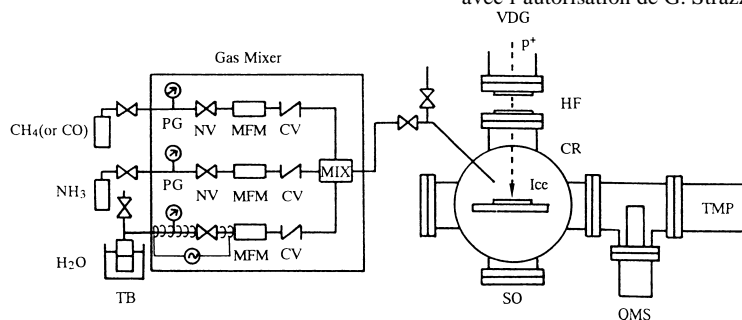 avec l'autorisation de G. Strazz
VDG
p+
Gas Mixer
HF
CH4(or CO)
PG
NV
MFM
CV
CR
MIX
Ice
NH3
PG
NV
MFM
CV
TMP
H2O
MFM
CV
TB
SO
QMS